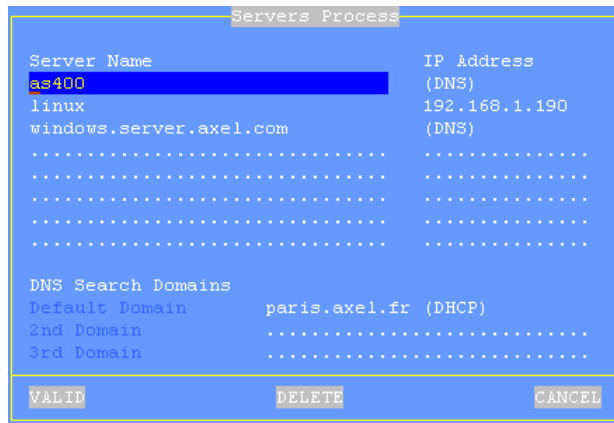 Servers Process
Server Name IP Address
as400 (DNS)
linux 192.168.1.190
windows.server.axel.com (DNS)
................................ ...............
................................ ...............
................................ ...............
................................ ...............
................................ ...............
DNS Search Domains
Default Domain paris.axel.fr (DHCP)
2nd Domain .............................
3rd Domain .............................
VALID DELETE CANCEL